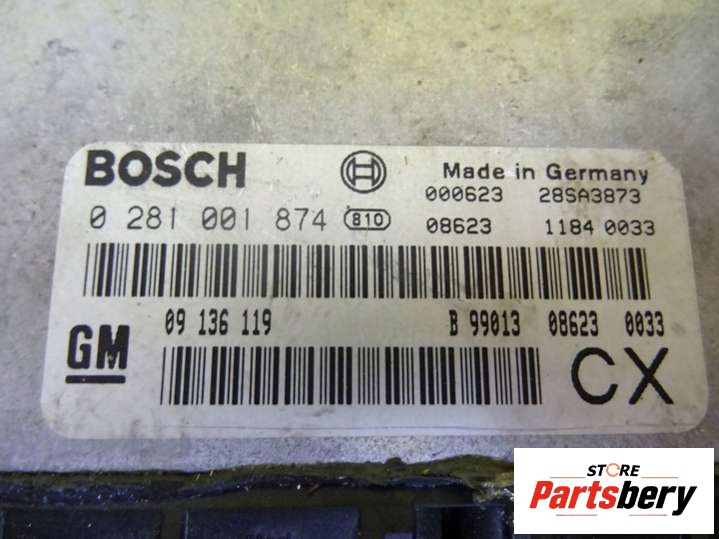 BOSCH
Made in Germany
000623 28SA3873
0 281 001 874 810
08623 1184 0033
09 136 119 B 99013 08623 0033
GM
CX
STORE
Partsbery